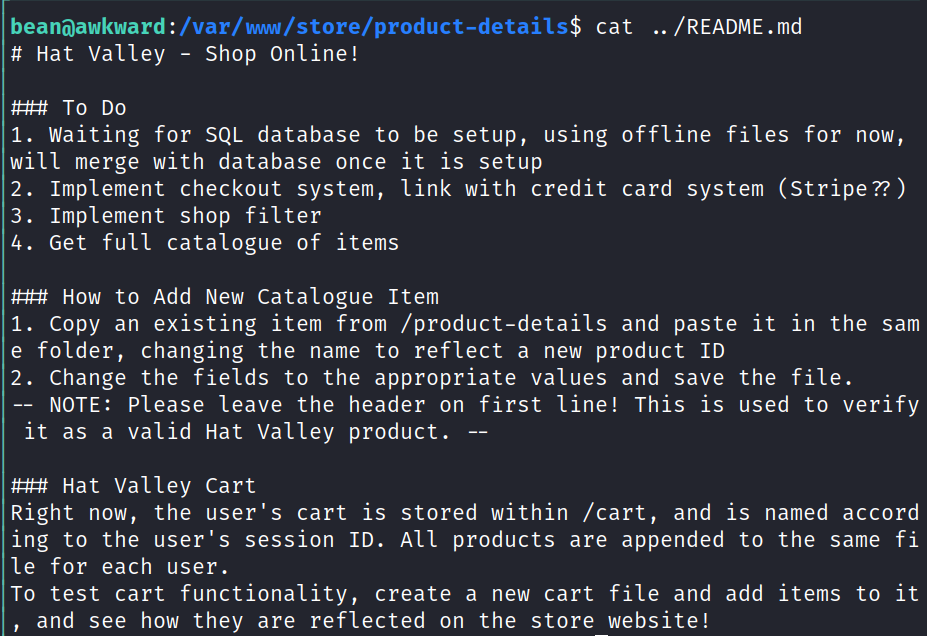 bean@awkward:/var/www/store/product-details$ cat ../README.md
# Hat Valley - Shop Online!

### To Do
1. Waiting for SQL database to be setup, using offline files for now,
will merge with database once it is setup
2. Implement checkout system, link with credit card system (Stripe??)
3. Implement shop filter
4. Get full catalogue of items

### How to Add New Catalogue Item
1. Copy an existing item from /product-details and paste it in the sam
e folder, changing the name to reflect a new product ID
2. Change the fields to the appropriate values and save the file.
-- NOTE: Please leave the header on first line! This is used to verify
 it as a valid Hat Valley product. --

### Hat Valley Cart
Right now, the user's cart is stored within /cart, and is named accord
ing to the user's session ID. All products are appended to the same fi
le for each user.
To test cart functionality, create a new cart file and add items to it
, and see how they are reflected on the store website!